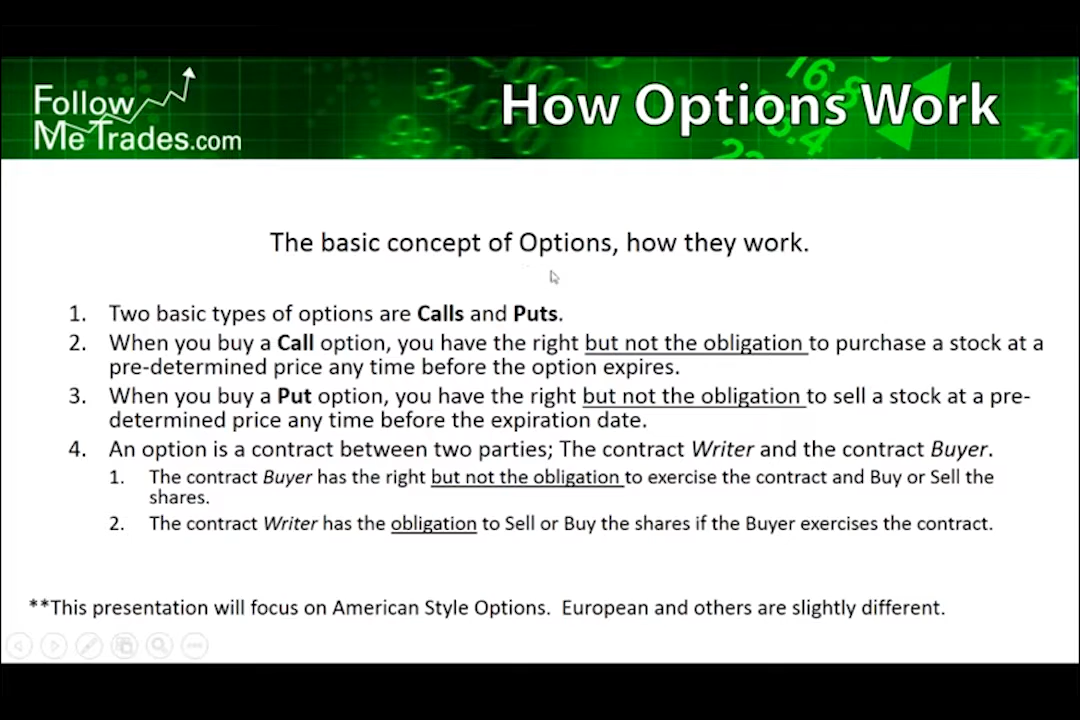 Follow
MeTrades.com
How Options Work
The basic concept of Options, how they work.
1. Two basic types of options are Calls and Puts.
2. When you buy a Call option, you have the right but not the obligation to purchase a stock at a
pre-determined price any time before the option expires.
3. When you buy a Put option, you have the right but not the obligation to sell a stock at a pre-
determined price any time before the expiration date.
4. An option is a contract between two parties; The contract Writer and the contract Buyer.
1. The contract Buyer has the right but not the obligation to exercise the contract and Buy or Sell the
shares.
2. The contract Writer has the obligation to Sell or Buy the shares if the Buyer exercises the contract.
**This presentation will focus on American Style Options. European and others are slightly different.